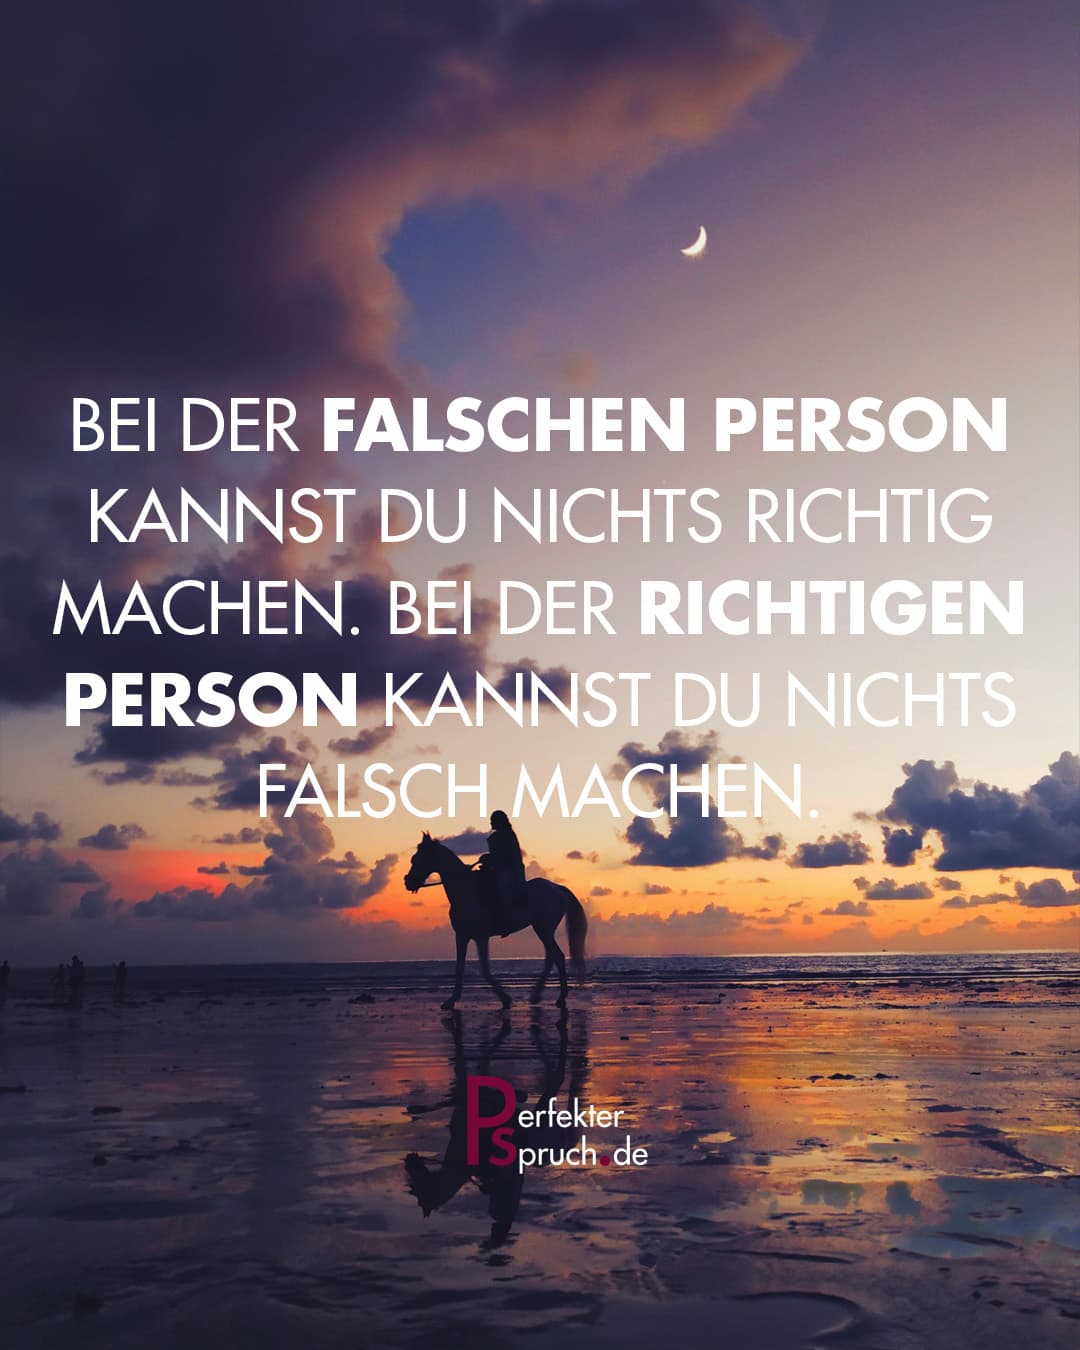 BEI DER FALSCHEN PERSON
KANNST DU NICHTS RICHTIG
MACHEN. BEI DER RICHTIGEN
PERSON KANNST DU NICHTS
FALSCH MACHEN.
Perfekter
Spruch.de